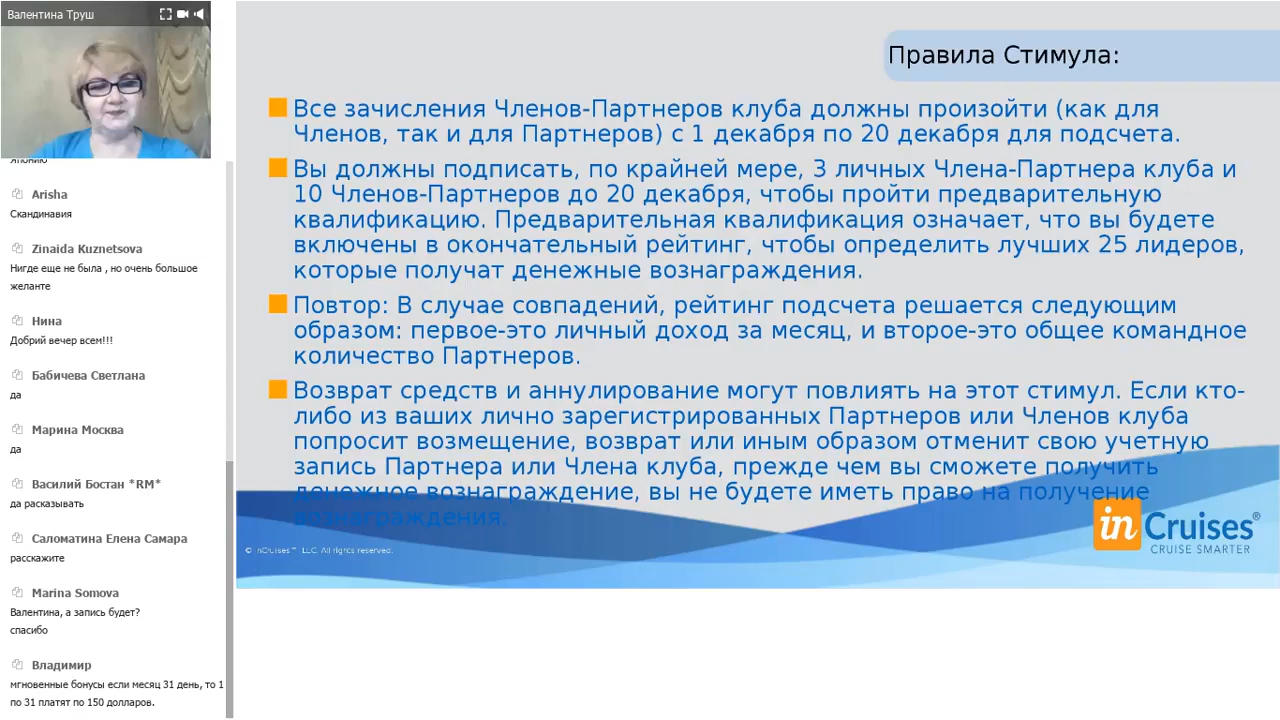 Валентина Труш
Японию
Arisha
Скандинавия
Zinaida Kuznetsova
Нигде еще не была , но очень большое
желанте
Нина
Добрий вечер всем!!!
Бабичева Светлана
да
Марина Москва
да
Василий Бостан *RM*
да расказывать
Саломатина Елена Самара
расскажите
Marina Somova
Валентина, а запись будет?
спасибо
Владимир
мгновенные бонусы если месяц 31 день, то 1
по 31 платят по 150 долларов.
Правила Стимула:
Все зачисления Членов-Партнеров клуба должны произойти (как для
Членов, так и для Партнеров) с 1 декабря по 20 декабря для подсчета.
Вы должны подписать, по крайней мере, 3 личных Члена-Партнера клуба и
10 Членов-Партнеров до 20 декабря, чтобы пройти предварительную
квалификацию. Предварительная квалификация означает, что вы будете
включены в окончательный рейтинг, чтобы определить лучших 25 лидеров,
которые получат денежные вознаграждения.
Повтор: В случае совпадений, рейтинг подсчета решается следующим
образом: первое-это личный доход за месяц, и второе-это общее командное
количество Партнеров.
Возврат средств и аннулирование могут повлиять на этот стимул. Если кто-
либо из ваших лично зарегистрированных Партнеров или Членов клуба
попросит возмещение, возврат или иным образом отменит свою учетную
запись Партнера или Члена клуба, прежде чем вы сможете получить
денежное вознаграждение, вы не будете иметь право на получение
вознаграждения.
© inCruises™ LLC. All rights reserved.
inCruises®
CRUISE SMARTER